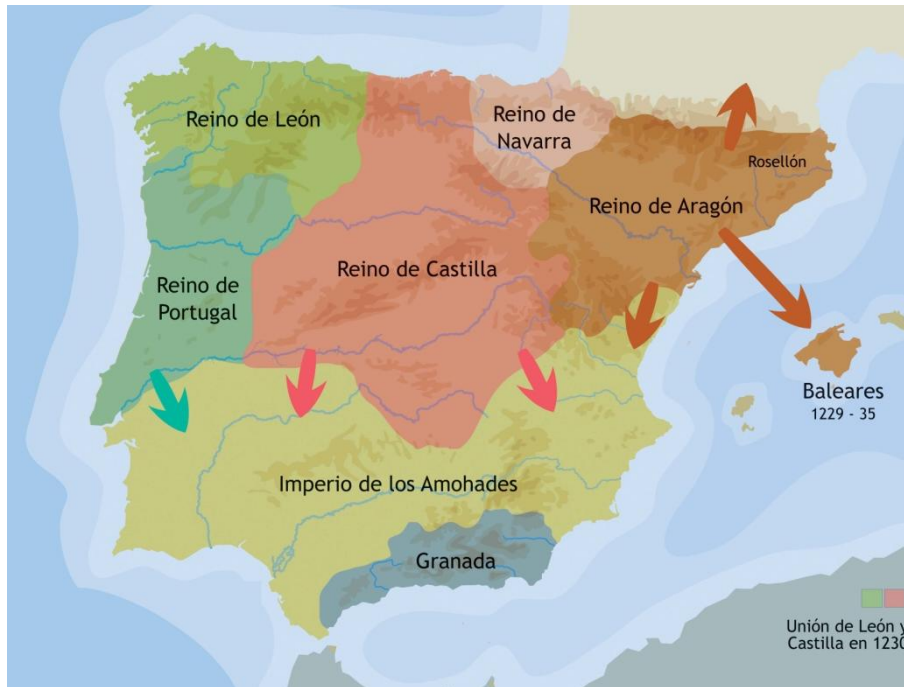 Reino de León
Reino de
Navarra
Rosellón
Reino de Aragón
Reino de Castilla
Reino de
Portugal
Baleares
1229 - 35
Imperio de los Amohades
Granada
Unión de León y
Castilla en 1230